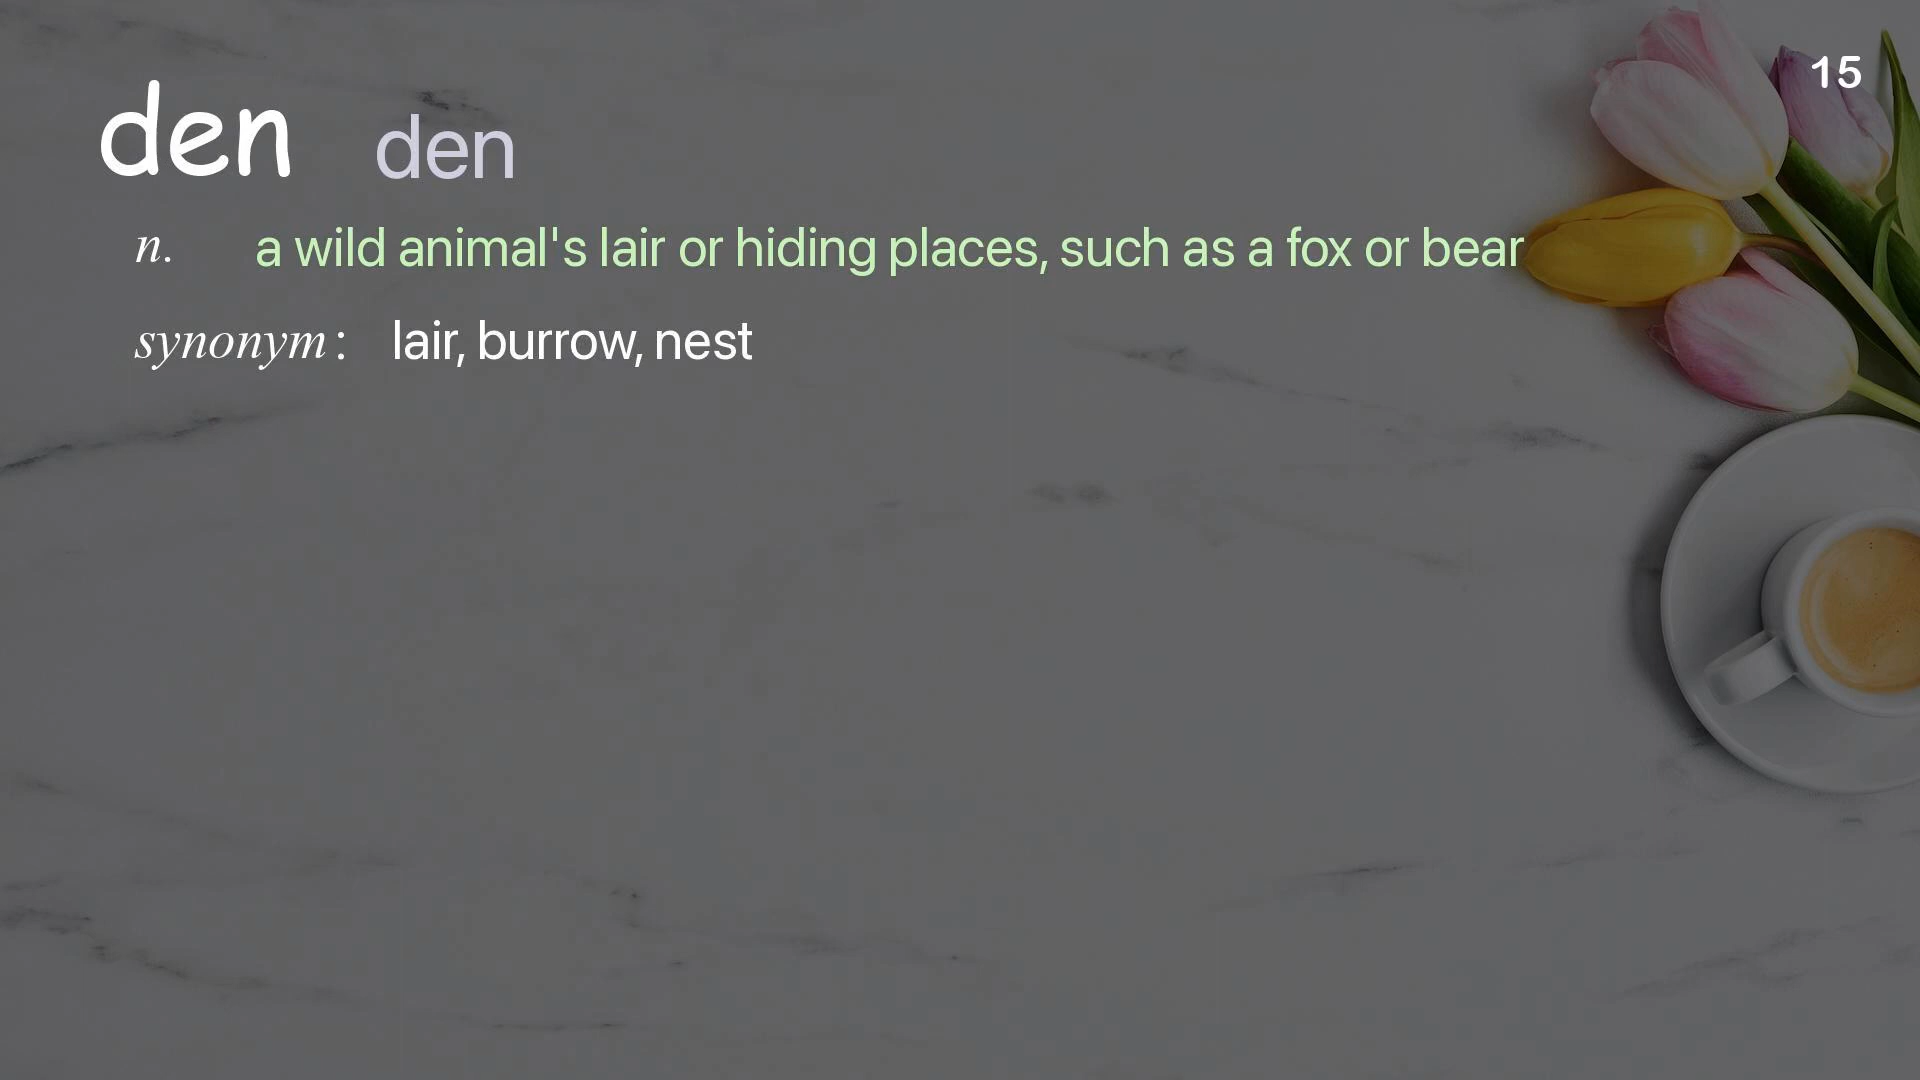 15
den den
n. a wild animal's lair or hiding places, such as a fox or bear
synonym: lair, burrow, nest